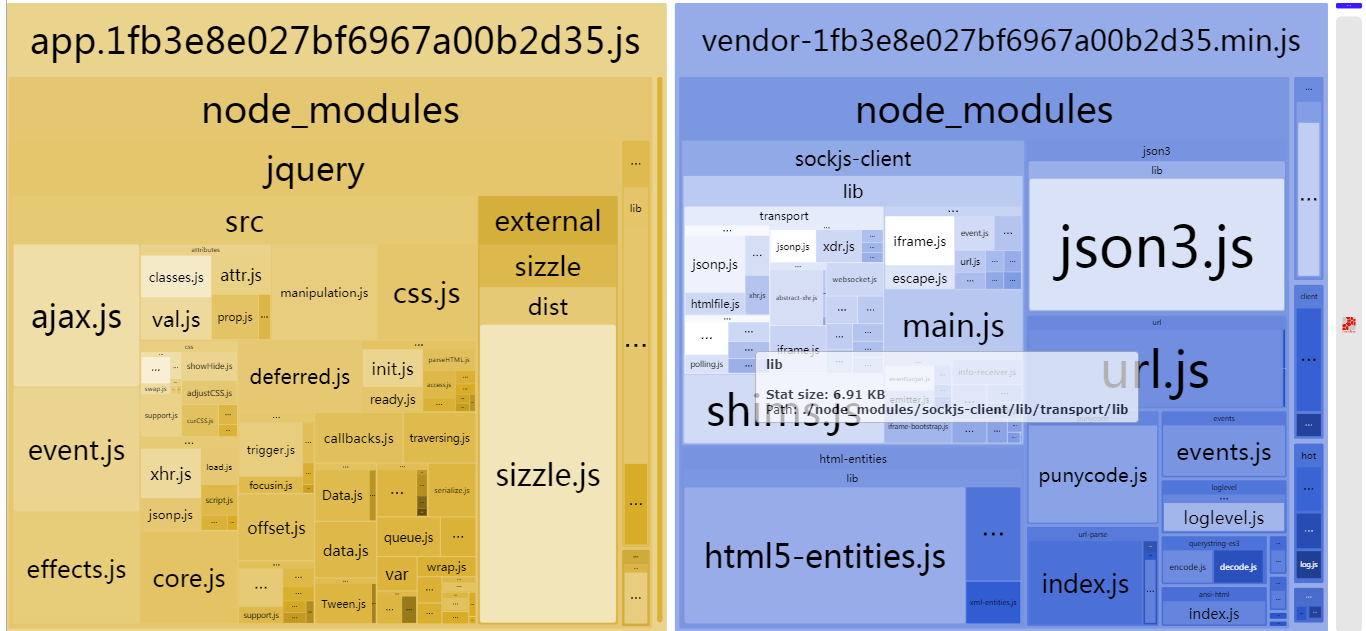 app.1fb3e8e027bf6967a00b2d35.js
node_modules
jquery
...
src
external
lib
attributes
sizzle
classes.js
attr.js
manipulation.js
css.js
ajax.js
dist
val.js
prop.js
...
css
...
...
...
showHide.js
deferred.js
init.js
parseHTML.js
swap.js
adjustCSS.js
ready.js
access.js
support.js
curCSS.js
...
event.js
...
trigger.js
callbacks.js
traversing.js
xhr.js
load.js
sizzle.js
focusin.js
Data.js
...
serialize.js
script.js
...
jsonp.js
offset.js
queue.js
...
data.js
effects.js
core.js
var
wrap.js
...
Tween.js
...
support.js
vendor-1fb3e8e027bf6967a00b2d35.min.js
node_modules
...
sockjs-client
json3
lib
lib
transport
...
...
...
jsonp.js
xdr.js
iframe.js
event.js
...
json3.js
jsonp.js
...
url.js
websocket.js
escape.js
htmlfile.js
xhr.js
abstract-xhr.js
client
main.js
url
...
iframe.js
polling.js
url.js
...
lib
info-receiver.js
Stat size: 6.91 KB
shims.js
Path: ./node_modules/sockjs-client/lib/transport/lib
iframe-bootstrap.js
events
events.js
html-entities
hot
lib
punycode.js
loglevel
...
...
loglevel.js
html5-entities.js
...
url-parse
querystring-es3
encode.js
decode.js
log.js
index.js
ansi-html
xml-entities.js
index.js
...